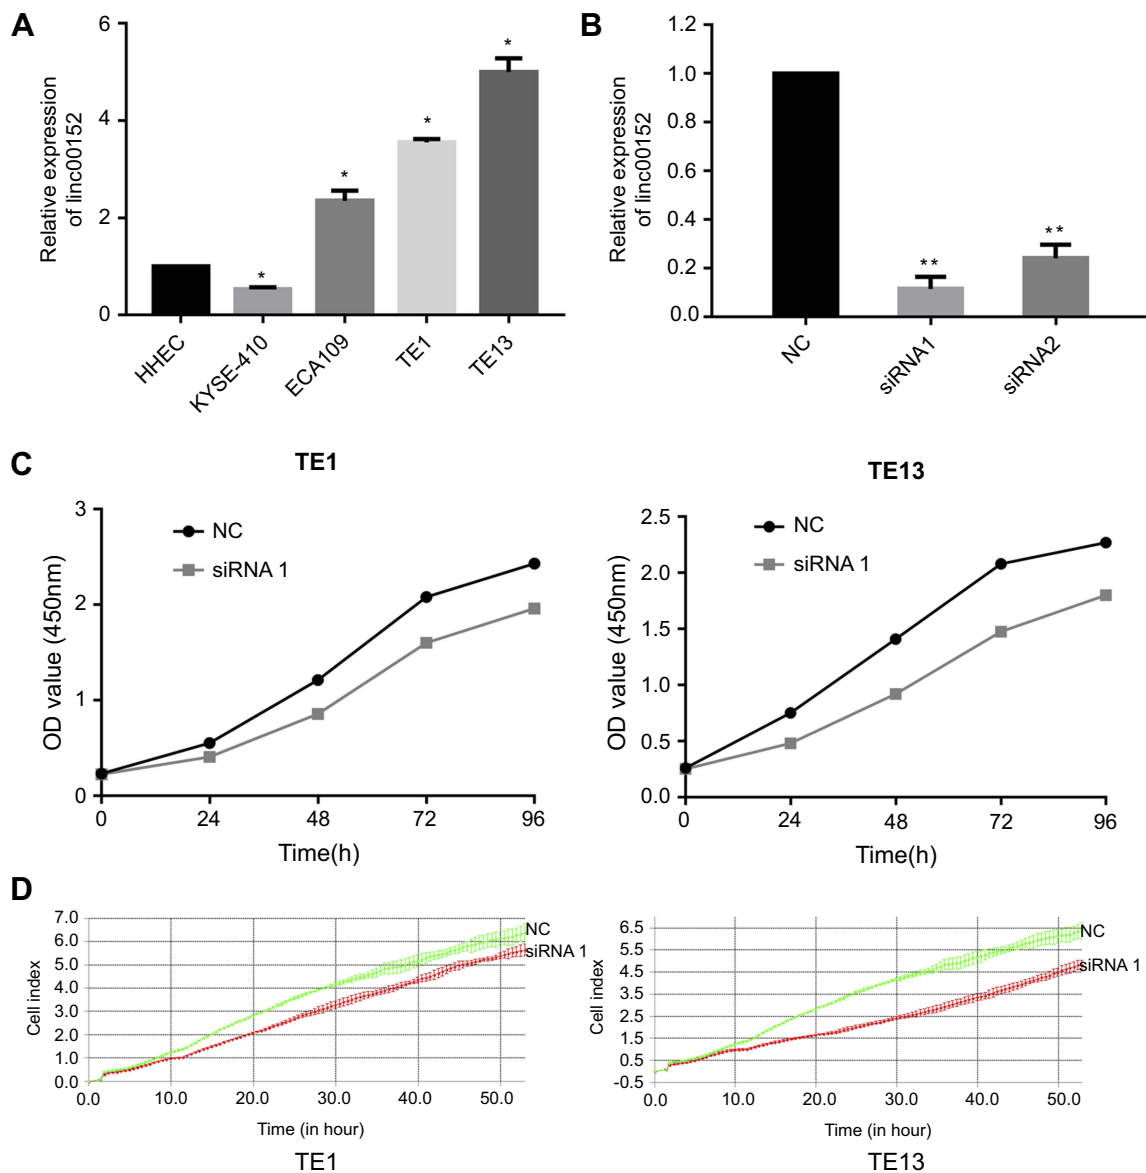 A
Relative expression
of linc00152
6
4
2
0
*
*
*
*
HHEC
KYSE-410
ECA109
TE1
TE13
B
Relative expression
of linc00152
1.2
1.0
0.8
0.6
0.4
0.2
0.0
**
**
NC
siRNA1
siRNA2
C
TE1
OD value (450nm)
3
2
1
0
NC
siRNA 1
0 24 48 72 96
Time(h)
TE13
OD value (450nm)
2.5
2.0
1.5
1.0
0.5
0.0
NC
siRNA 1
0 24 48 72 96
Time(h)
D
Cell index
7.0
6.0
5.0
4.0
3.0
2.0
1.0
0.0
NC
siRNA 1
0.0 10.0 20.0 30.0 40.0 50.0
Time (in hour)
TE1
Cell index
6.5
5.5
4.5
3.5
2.5
1.5
0.5
-0.5
NC
siRNA 1
0.0 10.0 20.0 30.0 40.0 50.0
Time (in hour)
TE13